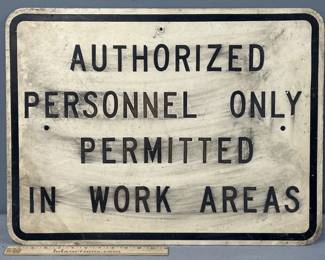 AUTHORIZED
PERSONNEL ONLY
PERMITTED
IN WORK AREAS